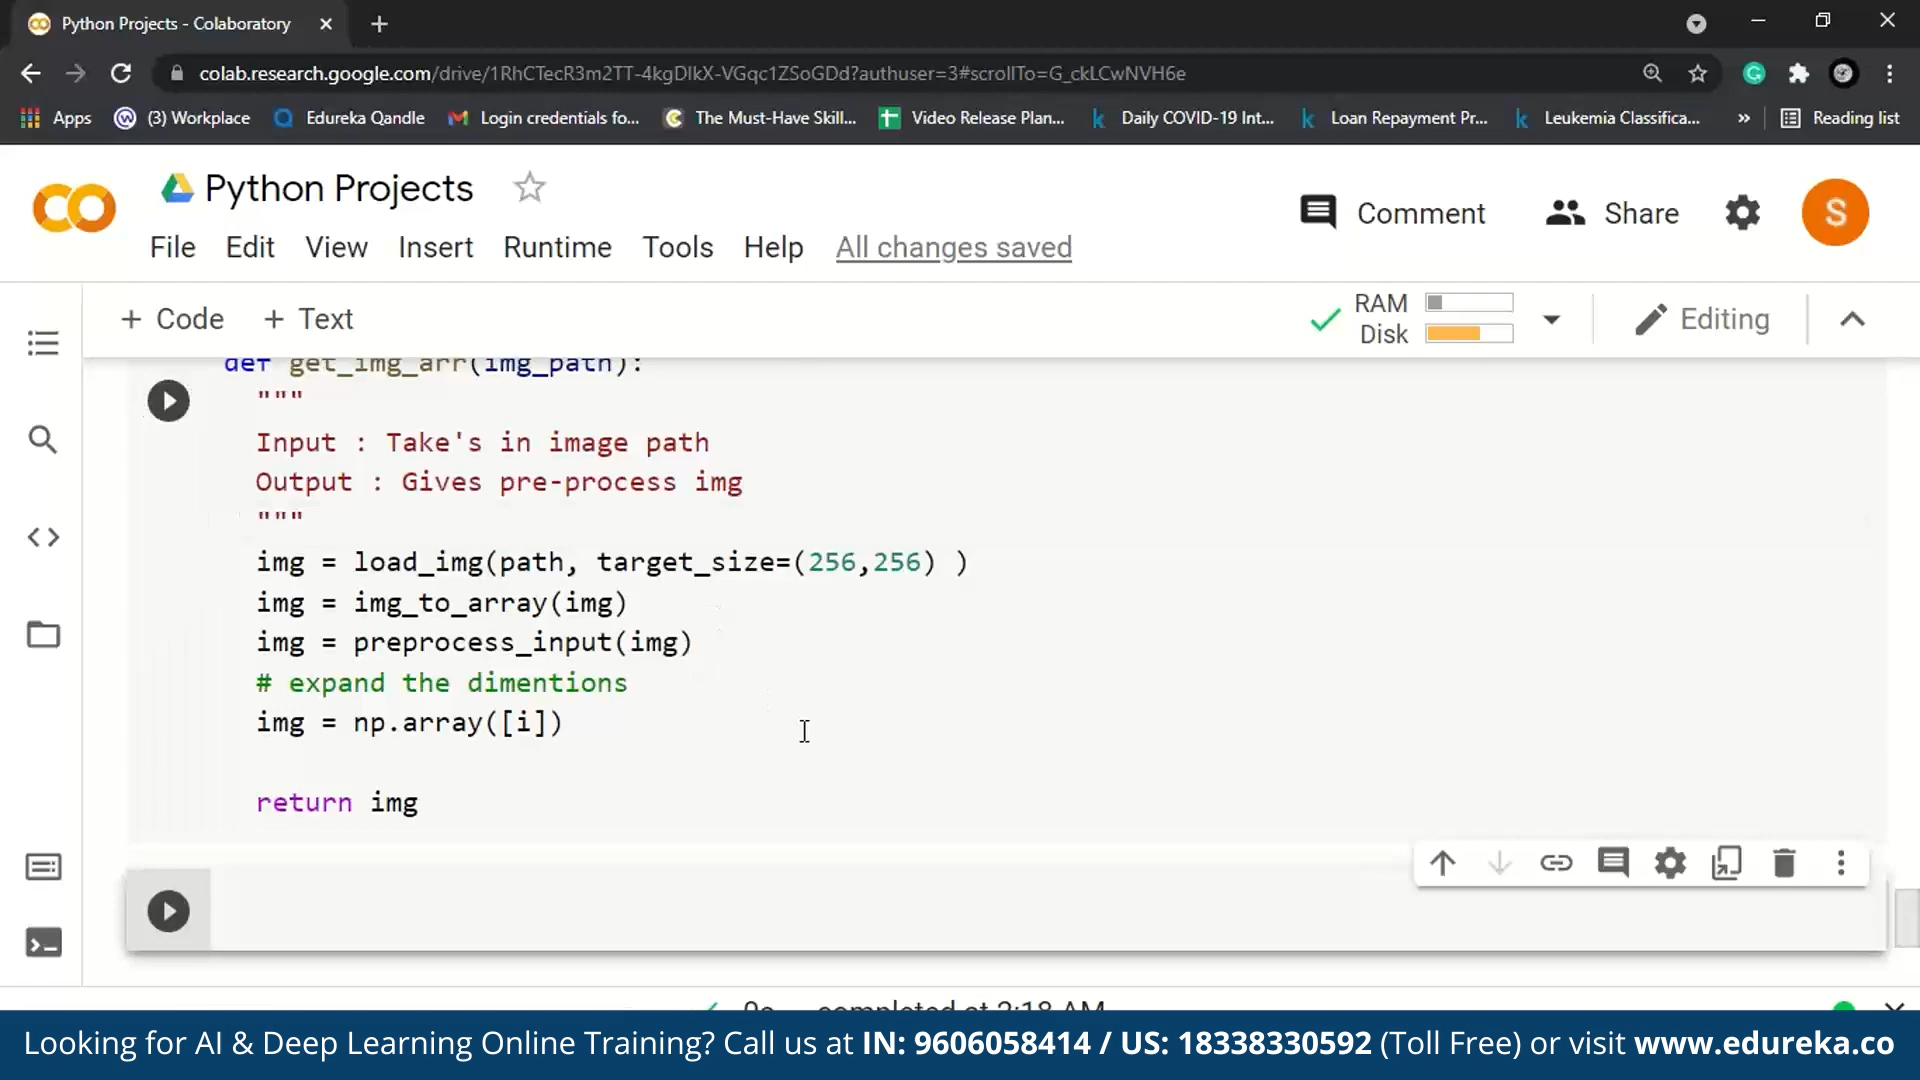 Python Projects - Colaboratory
colab.research.google.com/drive/1RhCTecR3m2TT-4kgDlkX-VGqc1ZSoGDd?authuser=3#scrollTo=G_ckLCwNVH6e
Apps (3) Workplace Edureka Qandle Login credentials fo... The Must-Have Skill... Video Release Plan... Daily COVID-19 Int... Loan Repayment Pr... Leukemia Classifica... » Reading list
Python Projects
Comment Share S
File Edit View Insert Runtime Tools Help All changes saved
+ Code + Text
RAM
Disk
Editing
def get_img_arr(img_path):
"""
Input : Take's in image path
Output : Gives pre-process img
"""
img = load_img(path, target_size=(256,256) )
img = img_to_array(img)
img = preprocess_input(img)
# expand the dimentions
img = np.array([i])
return img
0s completed at 2:18 AM
Looking for AI & Deep Learning Online Training? Call us at IN: 9606058414 / US: 18338330592 (Toll Free) or visit www.edureka.co